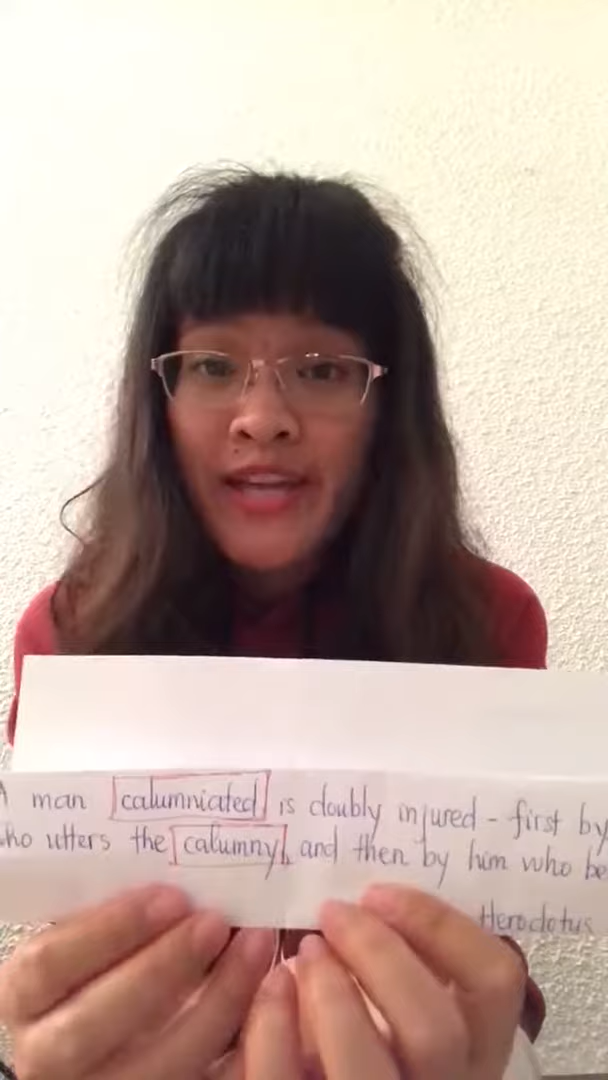 A man calumniated is doubly injured - first by
who utters the calumny, and then by him who be
Herodotus